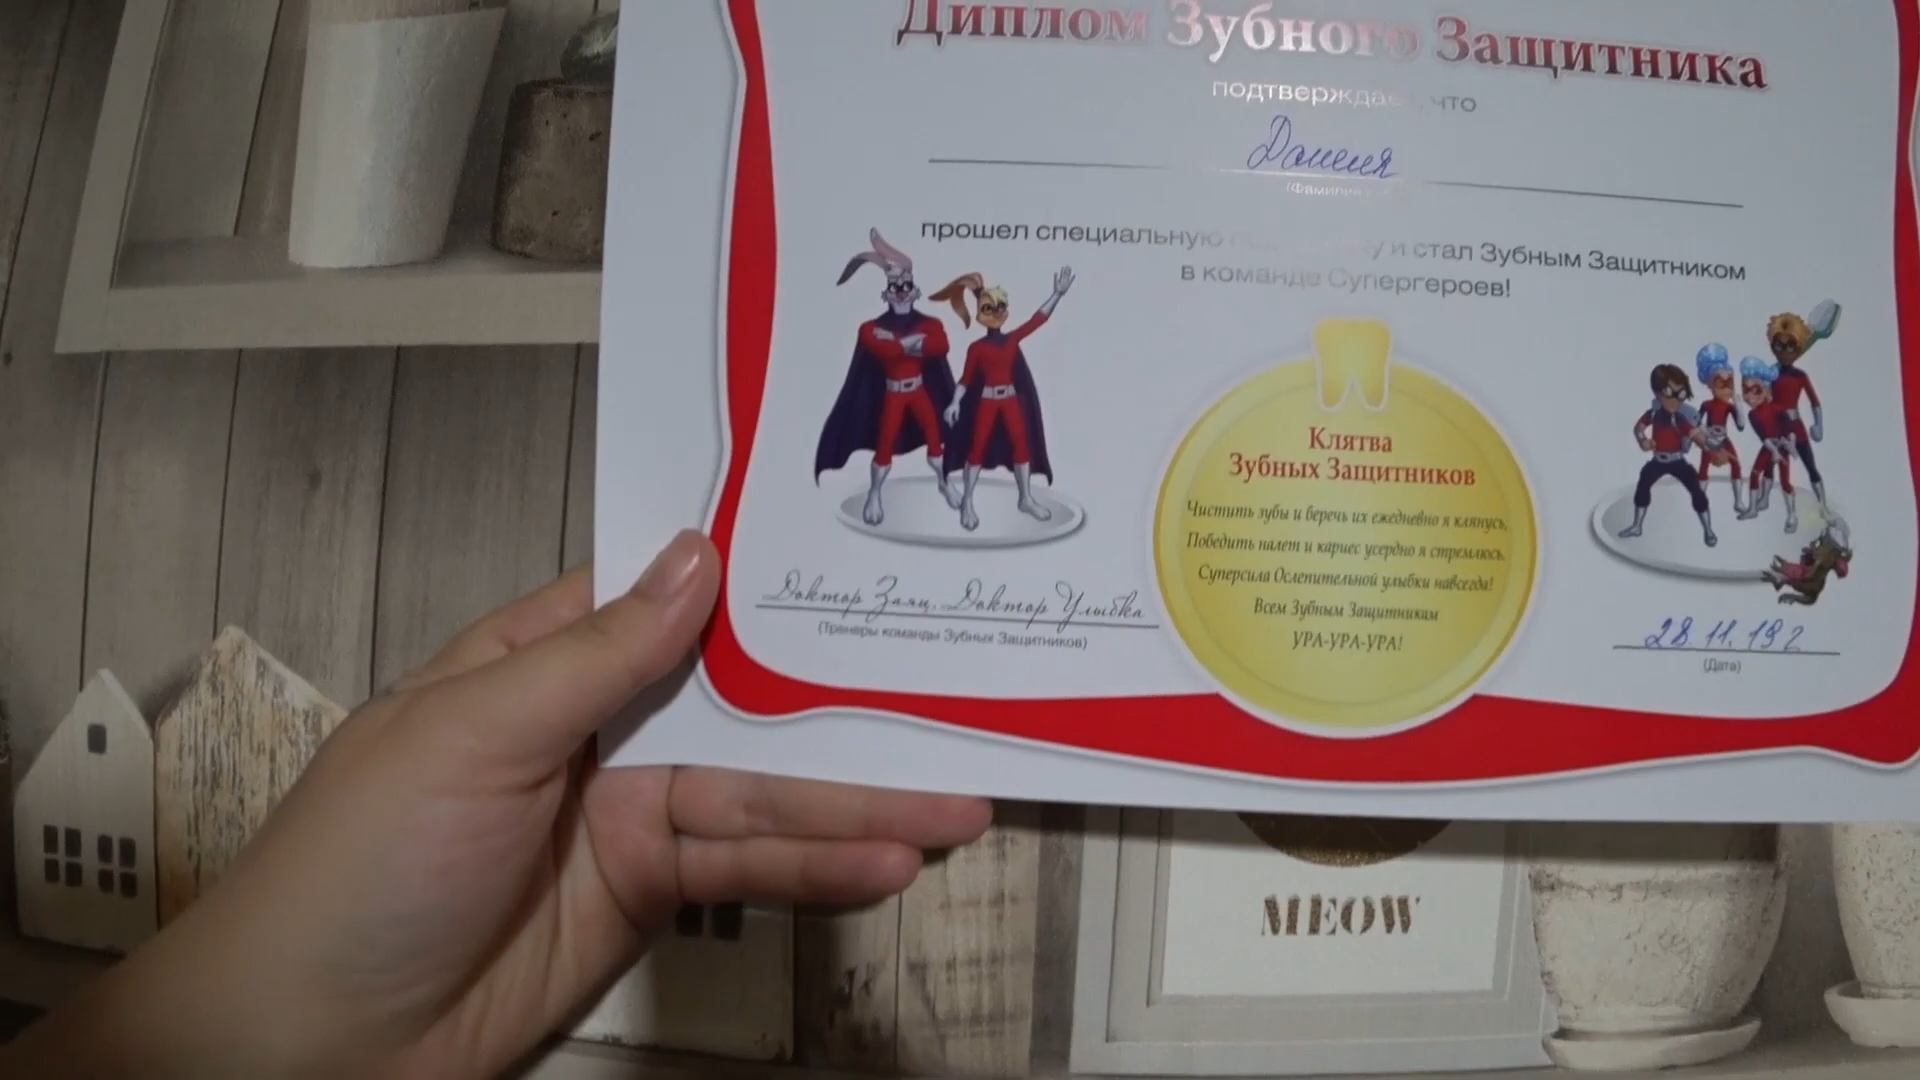 Диплом Зубного Защитника
подтверждает, что
Данеля
(Фамилия
прошел специальную и стал Зубным Защитником
в команде Супергероев!
Клятва
Зубных Защитников
Чистить зубы и беречь их ежедневно я клянусь,
Победить налет и кариес усердно я стремлюсь.
Суперсила Ослепительной улыбки навсегда!
Всем Зубным Защитникам
УРА-УРА-УРА!
Доктор Заяц, Доктор Улыбка
(Тренеры команды Зубных Защитников)
28.11.19г
(Дата)
MEOW